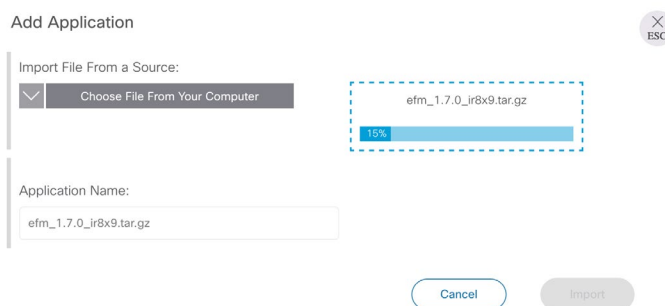 Add Application
ESC
Import File From a Source:
Choose File From Your Computer
efm_1.7.0_ir8x9.tar.gz
15%
Application Name:
efm_1.7.0_ir8x9.tar.gz
Cancel
Import